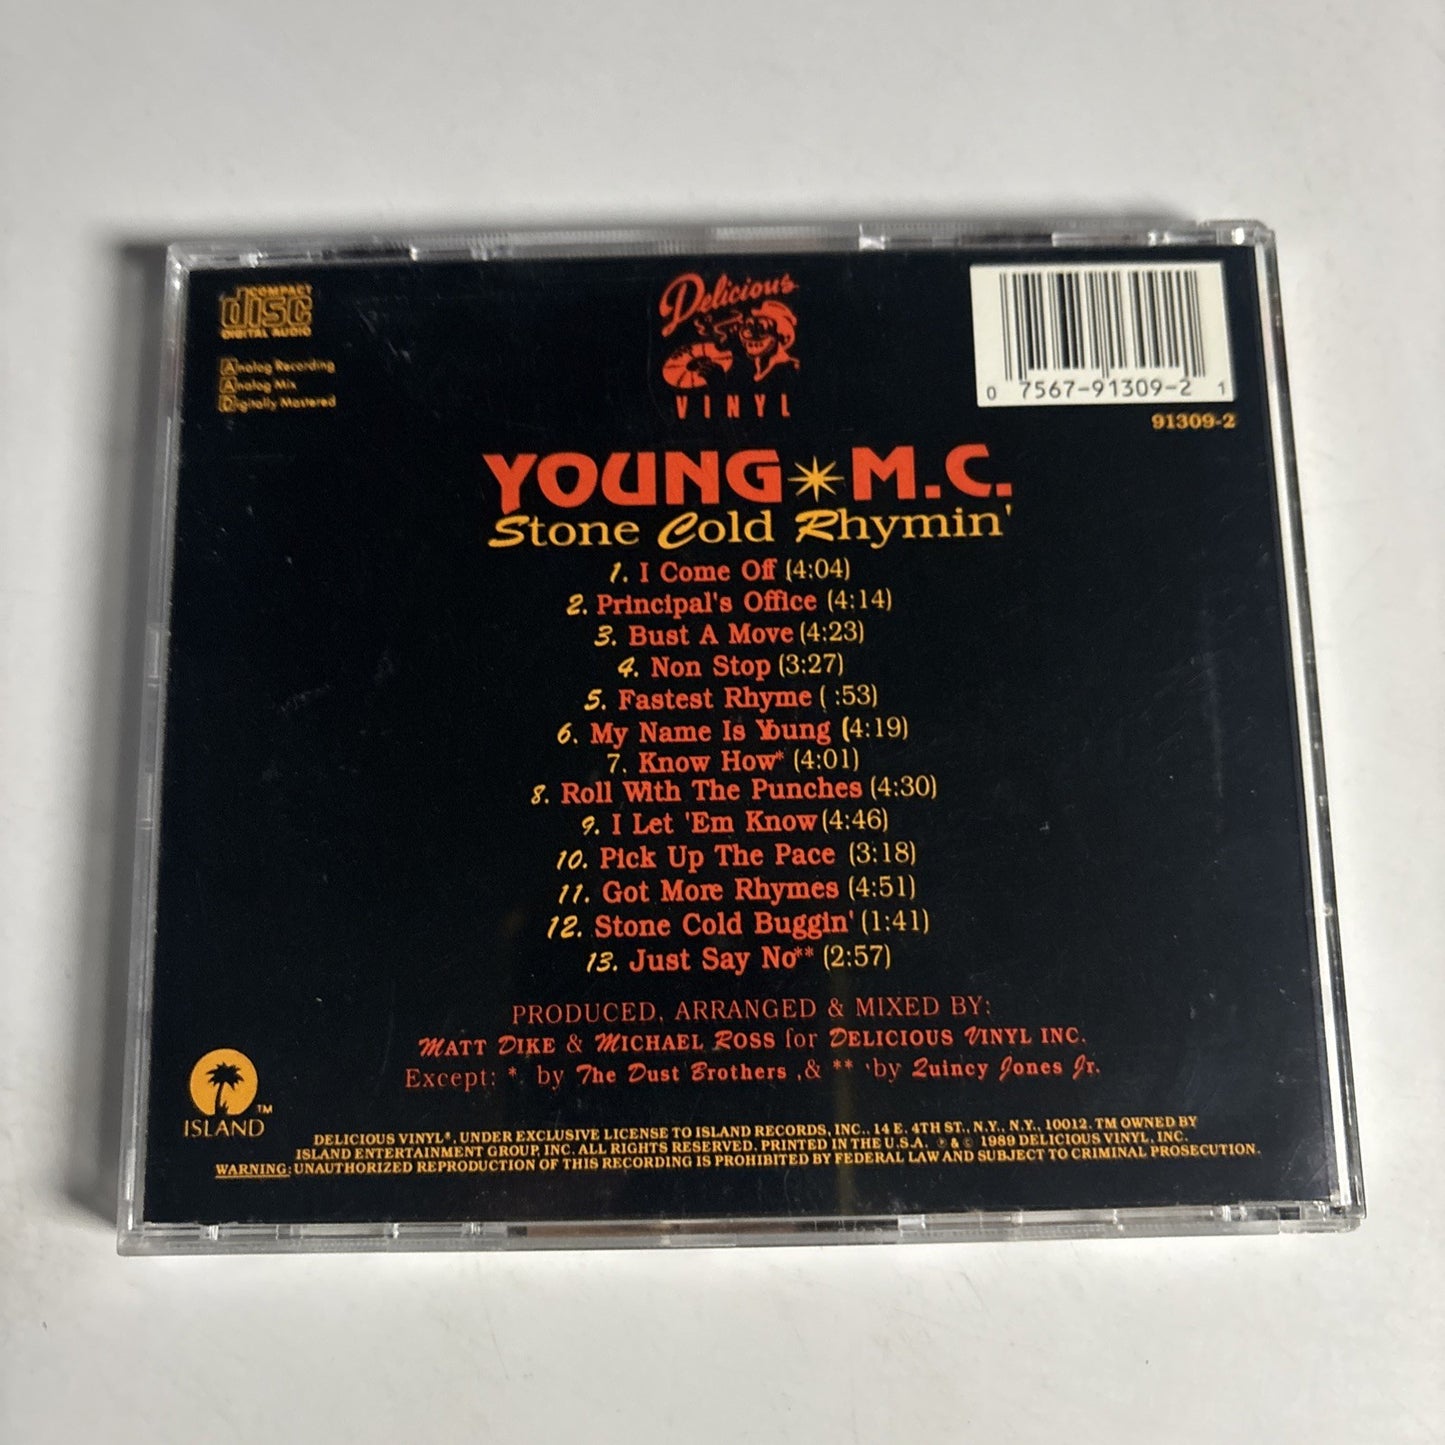 COMPACT
disc
DIGITAL AUDIO
Analog Recording
Analog Mix
Digitally Mastered
Delicious
VINYL
0 7567-91309-2 1
91309-2
YOUNG M.C.
Stone Cold Rhymin'
1. I Come Off (4:04)
2. Principal's Office (4:14)
3. Bust A Move (4:23)
4. Non Stop (3:27)
5. Fastest Rhyme ( :53)
6. My Name Is Young (4:19)
7. Know How* (4:01)
8. Roll With The Punches (4:30)
9. I Let 'Em Know (4:46)
10. Pick Up The Pace (3:18)
11. Got More Rhymes (4:51)
12. Stone Cold Buggin' (1:41)
13. Just Say No** (2:57)
PRODUCED, ARRANGED & MIXED BY:
MATT DIKE & MICHAEL ROSS for DELICIOUS VINYL INC.
Except: * by The Dust Brothers ,& ** 'by Quincy Jones Jr.
ISLAND ™
DELICIOUS VINYL®, UNDER EXCLUSIVE LICENSE TO ISLAND RECORDS, INC., 14 E. 4TH ST., N.Y., N.Y., 10012. TM OWNED BY
ISLAND ENTERTAINMENT GROUP, INC. ALL RIGHTS RESERVED. PRINTED IN THE U.S.A. ℗ & © 1989 DELICIOUS VINYL, INC.
WARNING: UNAUTHORIZED REPRODUCTION OF THIS RECORDING IS PROHIBITED BY FEDERAL LAW AND SUBJECT TO CRIMINAL PROSECUTION.